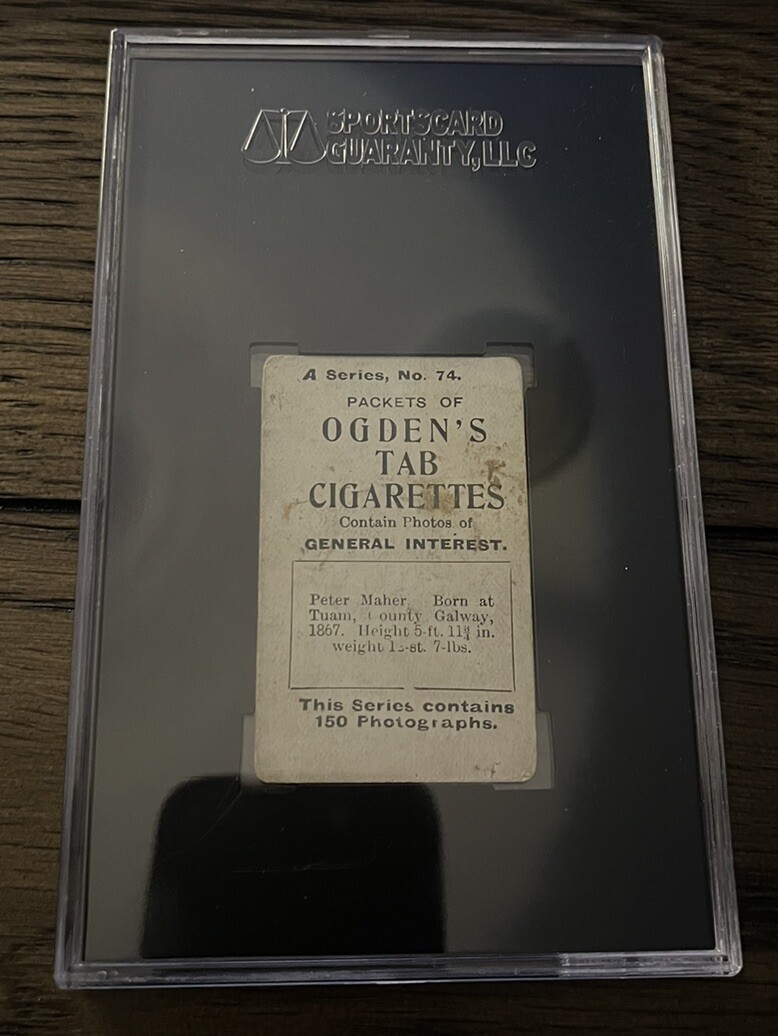 SPORTSCARD
GUARANTY, LLC
A Series, No. 74.
PACKETS OF
OGDEN'S
TAB
CIGARETTES
Contain Photos of
GENERAL INTEREST.
Peter Maher. Born at
Tuam, County Galway,
1867. Height 5-ft. 11¾ in.
weight 7-lbs.
This Series contains
150 Photographs.